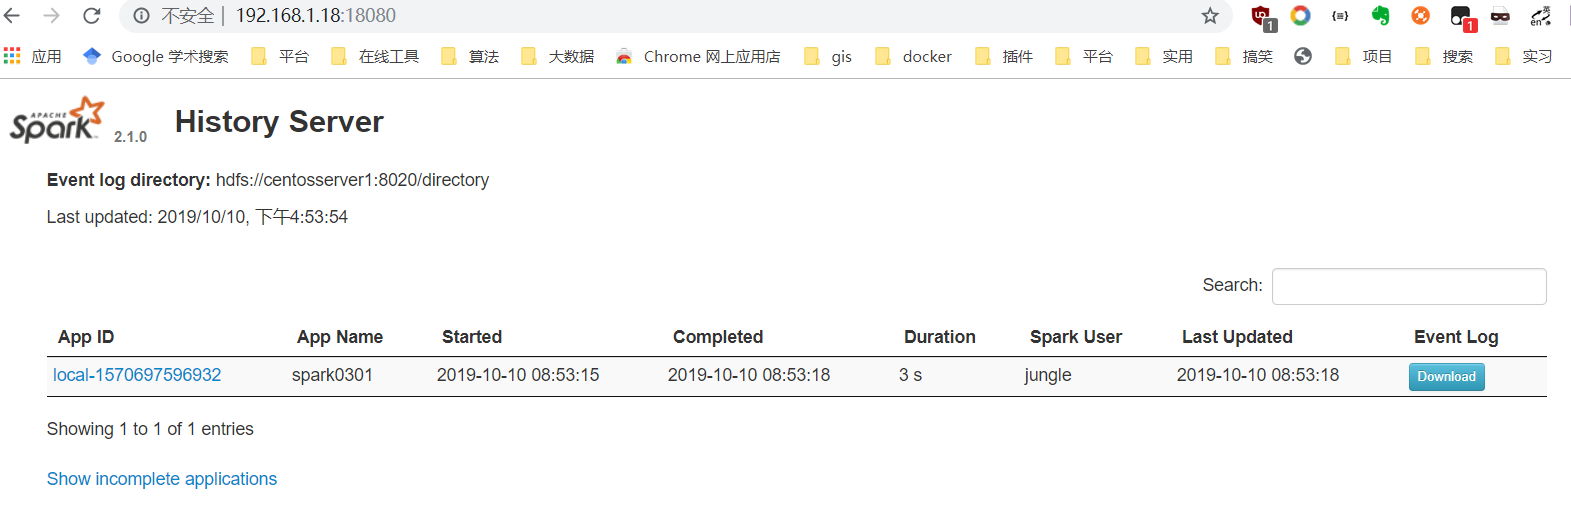 不安全 | 192.168.1.18:18080
1 {≡} 1 英 en
应用 Google 学术搜索 平台 在线工具 算法 大数据 Chrome 网上应用店 gis docker 插件 平台 实用 搞笑 项目 搜索 实习
APACHE Spark 2.1.0 History Server
Event log directory: hdfs://centosserver1:8020/directory
Last updated: 2019/10/10, 下午4:53:54
Search:
App ID App Name Started Completed Duration Spark User Last Updated Event Log
local-1570697596932 spark0301 2019-10-10 08:53:15 2019-10-10 08:53:18 3 s jungle 2019-10-10 08:53:18 Download
Showing 1 to 1 of 1 entries
Show incomplete applications